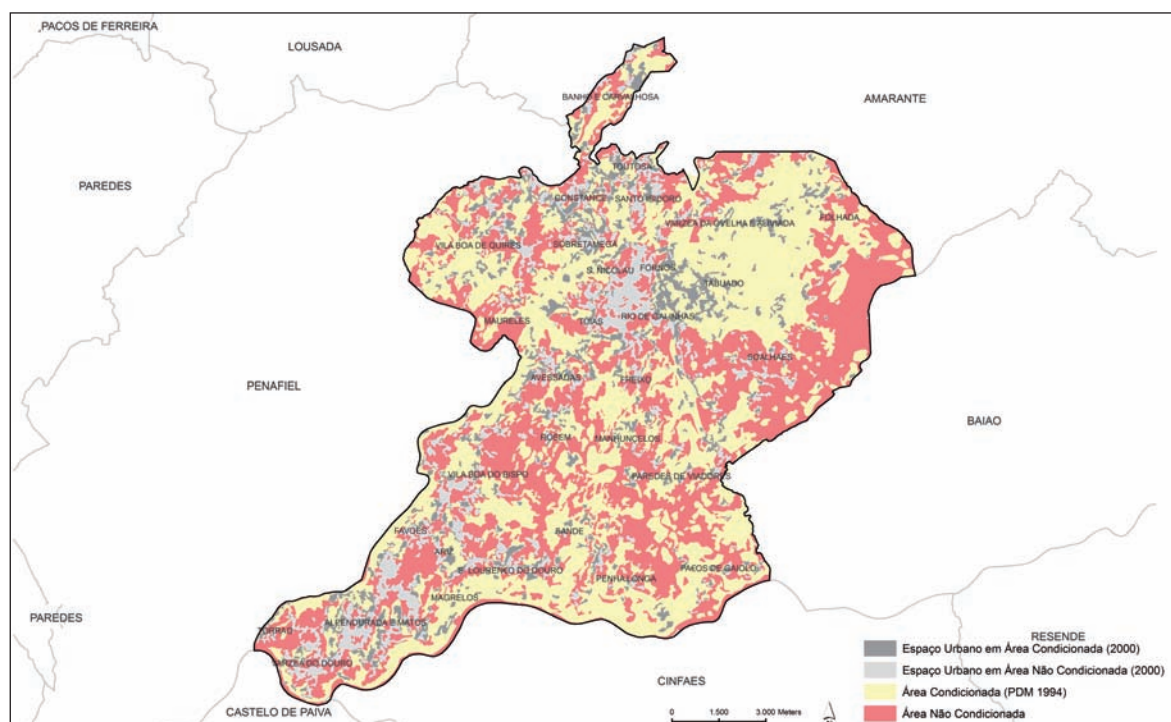 PACOS DE FERREIRA
LOUSADA
AMARANTE
BANHO E CARVALHOSA
PAREDES
TOUTOSA
CONSTANCE
SANTO ISIDORO
FOLHADA
VARZEA DA OVELHA E ALIVIADA
VILA BOA DE QUIRES
SOBRETAMEGA
S. NICOLAU
FORNOS
TABUADO
MAURELES
TUIAS
RIO DE GALINHAS
SOALHAES
PENAFIEL
AVESSADAS
FREIXO
BAIAO
ROSEM
MANHUNCELOS
VILA BOA DO BISPO
PAREDES DE VIADORES
FAVOES
SANDE
ARIZ
S. LOURENCO DO DOURO
PENHA LONGA
PACOS DE GAIOLO
MAGRELOS
PAREDES
ALPENDURADA E MATOS
TORRAO
RESENDE
VARZEA DO DOURO
CINFAES
CASTELO DE PAIVA
Espaço Urbano em Área Condicionada (2000)
Espaço Urbano em Área Não Condicionada (2000)
Área Condicionada (PDM 1994)
Área Não Condicionada
0 1.500 3.000 Meters